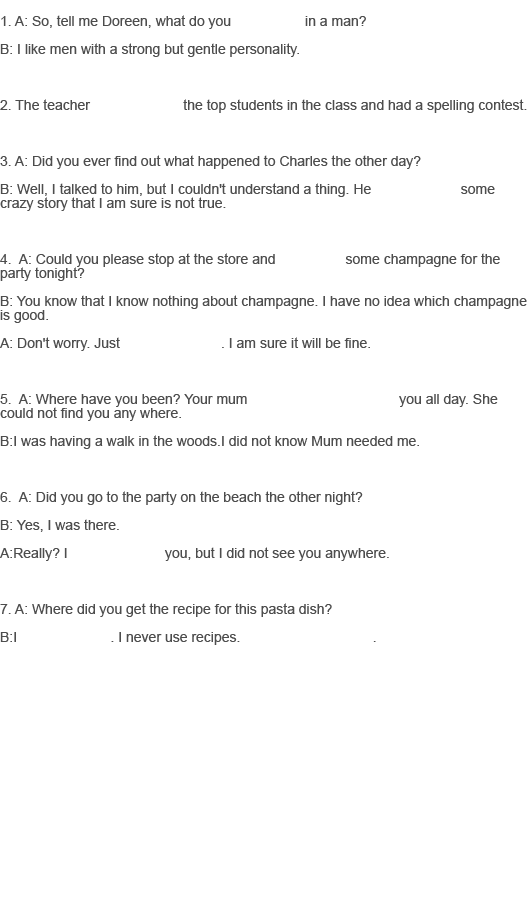 1. A: So, tell me Doreen, what do you in a man?
B: I like men with a strong but gentle personality.
2. The teacher the top students in the class and had a spelling contest.
3. A: Did you ever find out what happened to Charles the other day?
B: Well, I talked to him, but I couldn't understand a thing. He some
crazy story that I am sure is not true.
4. A: Could you please stop at the store and some champagne for the
party tonight?
B: You know that I know nothing about champagne. I have no idea which champagne
is good.
A: Don't worry. Just . I am sure it will be fine.
5. A: Where have you been? Your mum you all day. She
could not find you any where.
B:I was having a walk in the woods.I did not know Mum needed me.
6. A: Did you go to the party on the beach the other night?
B: Yes, I was there.
A:Really? I you, but I did not see you anywhere.
7. A: Where did you get the recipe for this pasta dish?
B:I . I never use recipes. .